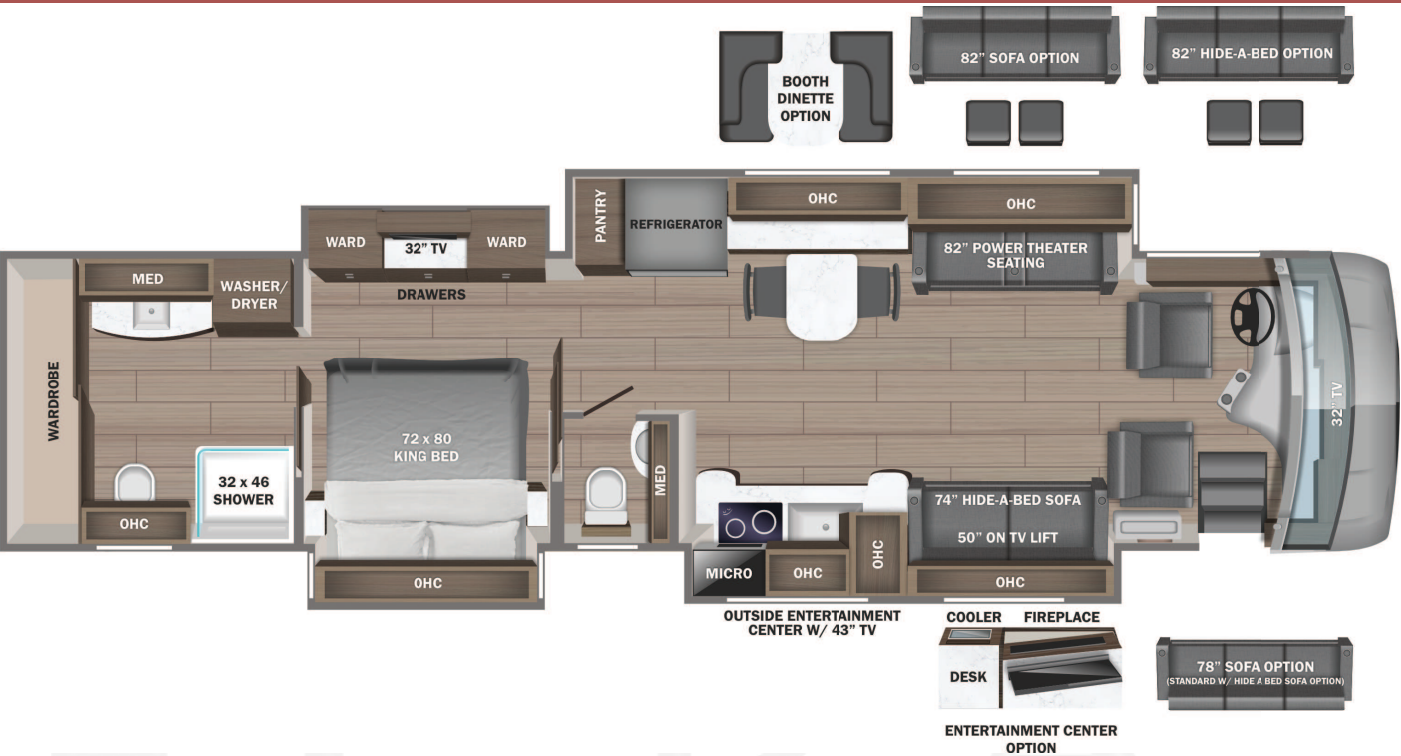 82” SOFA OPTION
82” HIDE-A-BED OPTION
BOOTH
DINETTE
OPTION
PANTRY
REFRIGERATOR
OHC
OHC
WARD
32” TV
WARD
DRAWERS
82” POWER THEATER
SEATING
MED
WASHER/
DRYER
WARDROBE
32” TV
72 x 80
KING BED
32 x 46
SHOWER
OHC
MED
74” HIDE-A-BED SOFA
50” ON TV LIFT
OHC
MICRO
OHC
OHC
OHC
OUTSIDE ENTERTAINMENT
CENTER W/ 43” TV
COOLER
FIREPLACE
DESK
78” SOFA OPTION
(STANDARD W/ HIDE A BED SOFA OPTION)
ENTERTAINMENT CENTER
OPTION